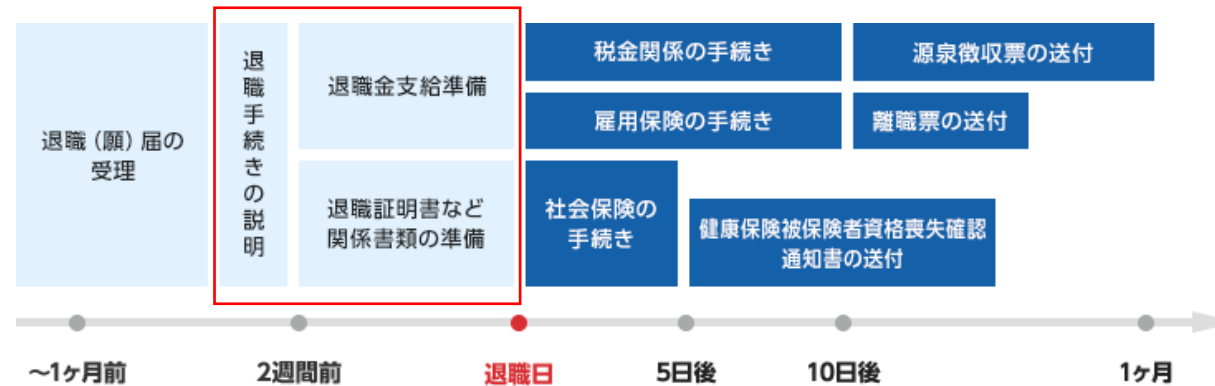 退職（願）届の
受理
退職手続きの説明
退職金支給準備
退職証明書など
関係書類の準備
税金関係の手続き
源泉徴収票の送付
雇用保険の手続き
離職票の送付
社会保険の
手続き
健康保険被保険者資格喪失確認
通知書の送付
～1ヶ月前
2週間前
退職日
5日後
10日後
1ヶ月